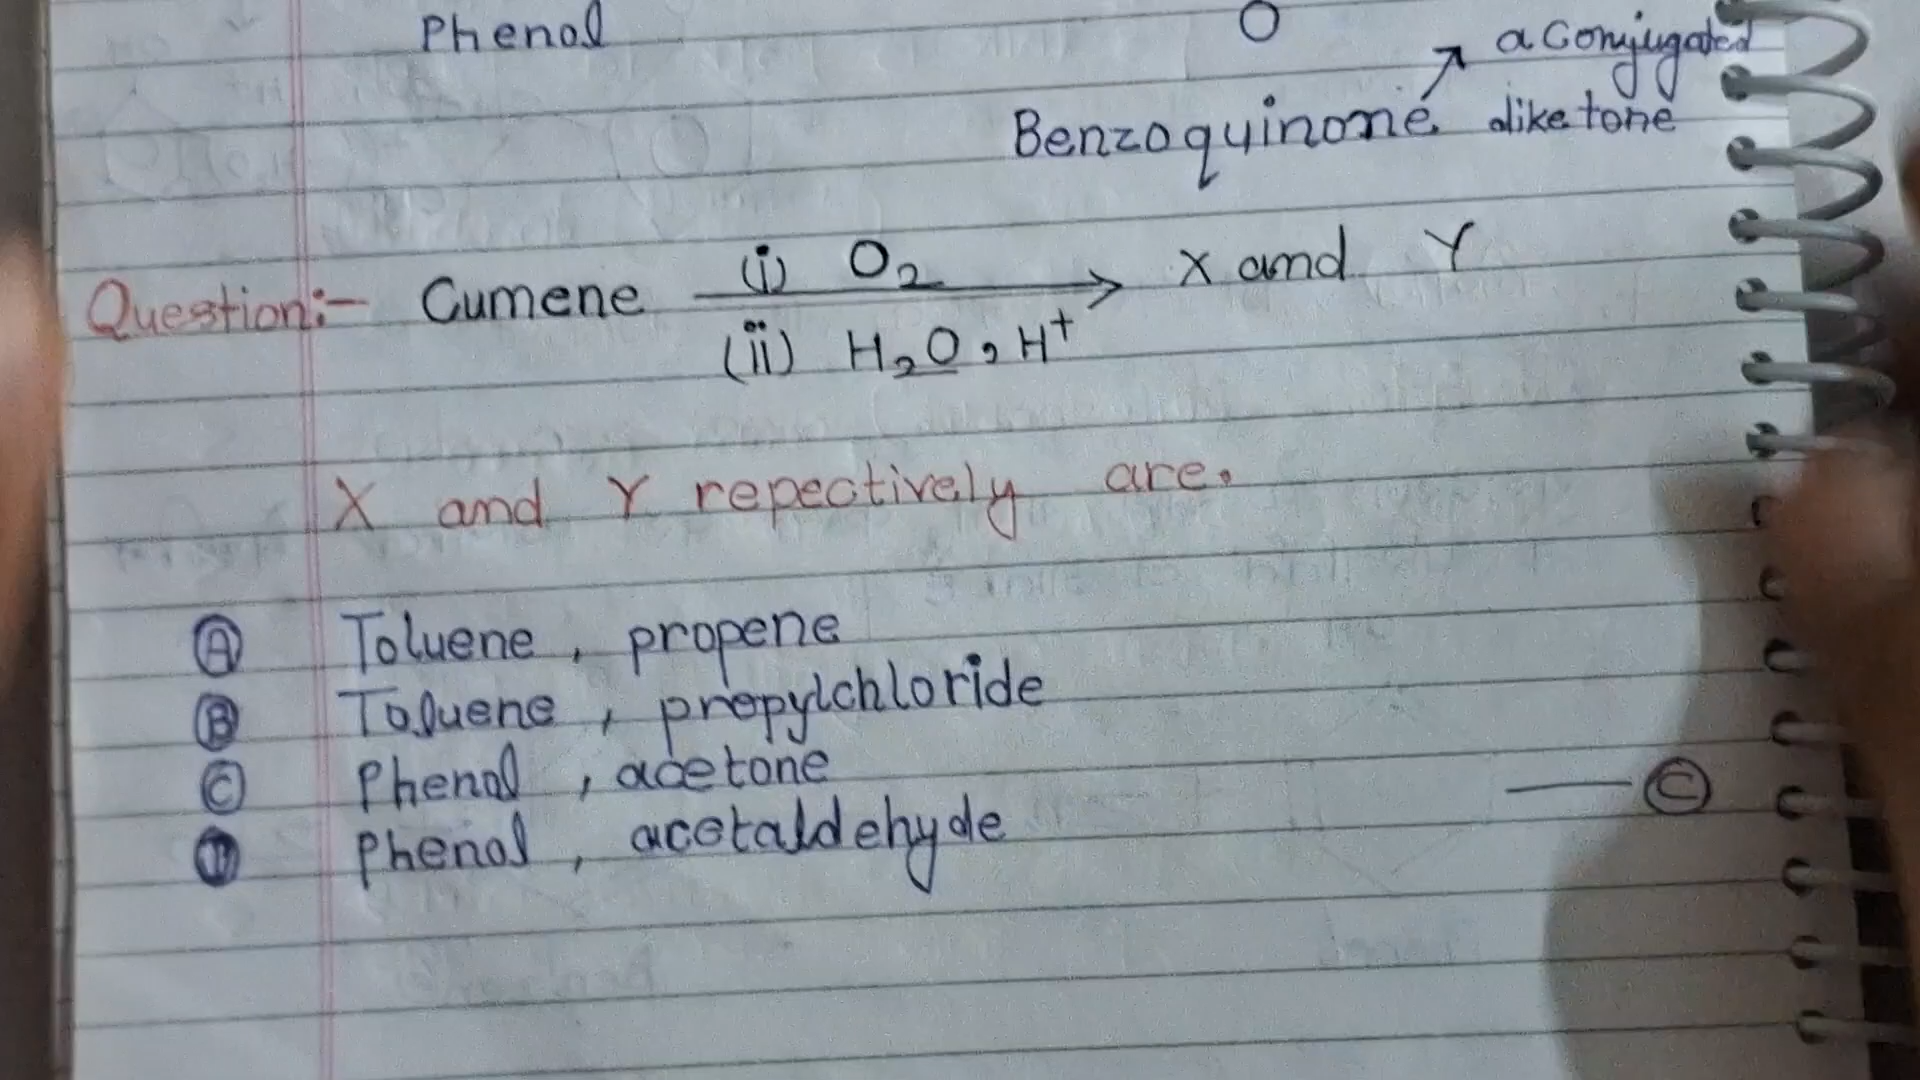 Phenol
O
a Conjugated
Benzoquinone diketone
Question:- Cumene (i) O2 → X and Y
(ii) H2O, H+
X and Y repectively are.
(A) Toluene, propene
(B) Toluene, propylchloride
(C) Phenol, acetone —(C)
(D) Phenol, acetaldehyde